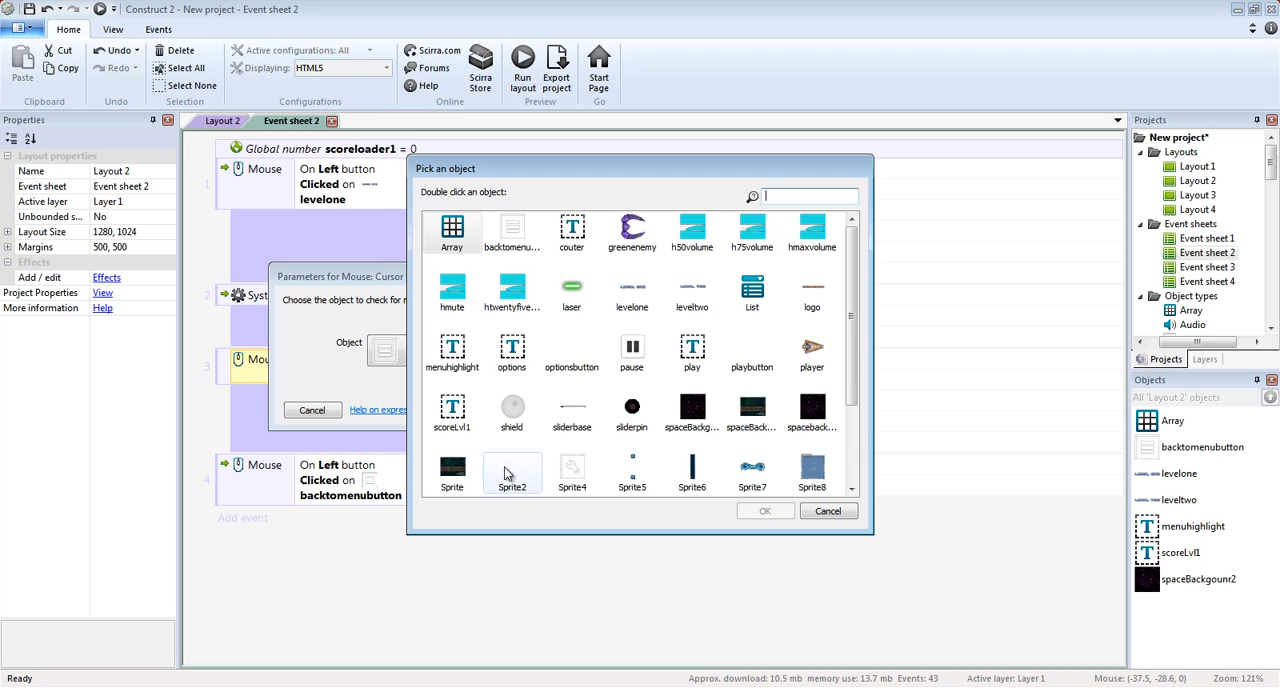 Construct 2 - New project - Event sheet 2
Home View Events
Paste
Cut
Copy
Clipboard
Undo
Redo
Undo
Delete
Select All
Select None
Selection
Active configurations: All
Displaying: HTML5
Configurations
Scirra.com
Forums
Help
Online
Scirra Store
Run layout
Export project
Preview
Start Page
Go
Properties
Layout properties
Name Layout 2
Event sheet Event sheet 2
Active layer Layer 1
Unbounded s... No
Layout Size 1280, 1024
Margins 500, 500
Effects
Add / edit Effects
Project Properties View
More information Help
Layout 2 Event sheet 2
Global number scoreloader1 = 0
1
Mouse
On Left button
Clicked on
levelone
2
Syst
3
Mou
4
Mouse
On Left button
Clicked on
backtomenubutton
Add event
Parameters for Mouse: Cursor
Choose the object to check for m
Object
Cancel Help on expres
Pick an object
Double click an object:
Array backtomenu... couter greenenemy h50volume h75volume hmaxvolume
hmute htwentyfive... laser levelone leveltwo List logo
menuhighlight options optionsbutton pause play playbutton player
scoreLvl1 shield sliderbase sliderpin spaceBackg... spaceBack... spaceback...
Sprite Sprite2 Sprite4 Sprite5 Sprite6 Sprite7 Sprite8
OK Cancel
Projects
New project*
Layouts
Layout 1
Layout 2
Layout 3
Layout 4
Event sheets
Event sheet 1
Event sheet 2
Event sheet 3
Event sheet 4
Object types
Array
Audio
Projects Layers
Objects
All 'Layout 2' objects
Array
backtomenubutton
levelone
leveltwo
menuhighlight
scoreLvl1
spaceBackgounr2
Ready
Approx. download: 10.5 mb memory use: 13.7 mb Events: 43 Active layer: Layer 1 Mouse: (-37.5, -28.6, 0) Zoom: 121%